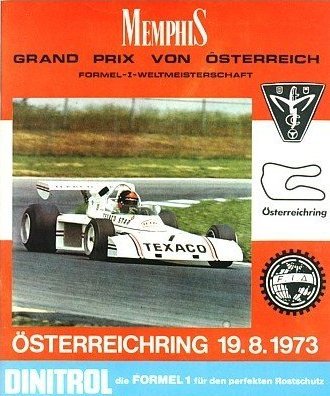 MEMPHIS
GRAND PRIX VON ÖSTERREICH
FORMEL-I-WELTMEISTERSCHAFT
Österreichring
TEXACO
FIA
ÖSTERREICHRING 19.8.1973
DINITROL die FORMEL 1 für den perfekten Rostschutz